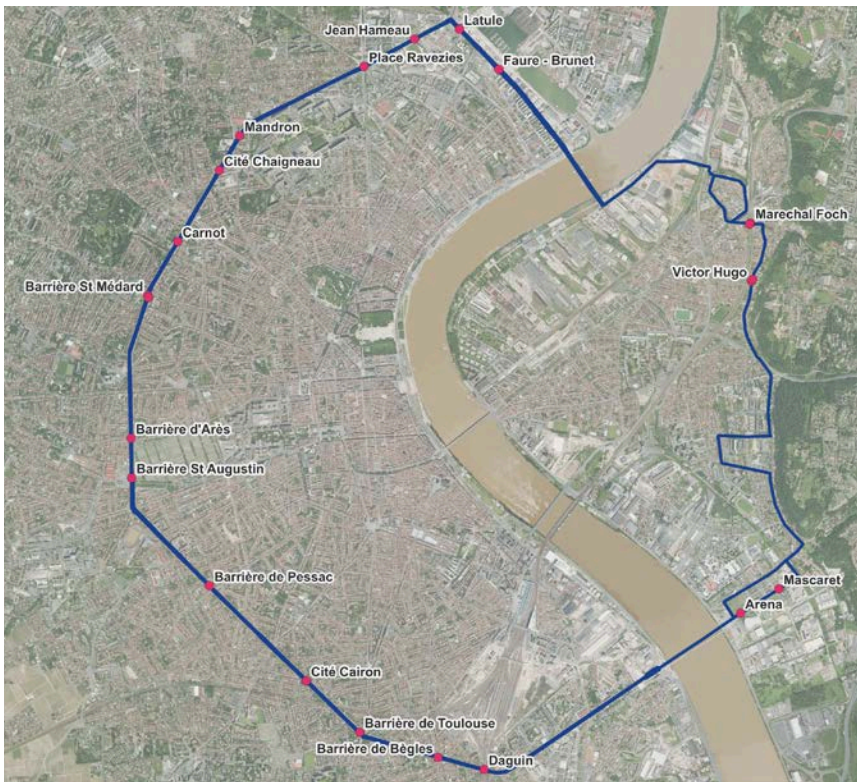 Latule
Jean Hameau
Place Ravezies
Faure - Brunet
Mandron
Cité Chaigneau
Marechal Foch
Carnot
Victor Hugo
Barrière St Médard
Barrière d'Arès
Barrière St Augustin
Barrière de Pessac
Mascaret
Arena
Cité Cairon
Barrière de Toulouse
Barrière de Bègles
Daguin